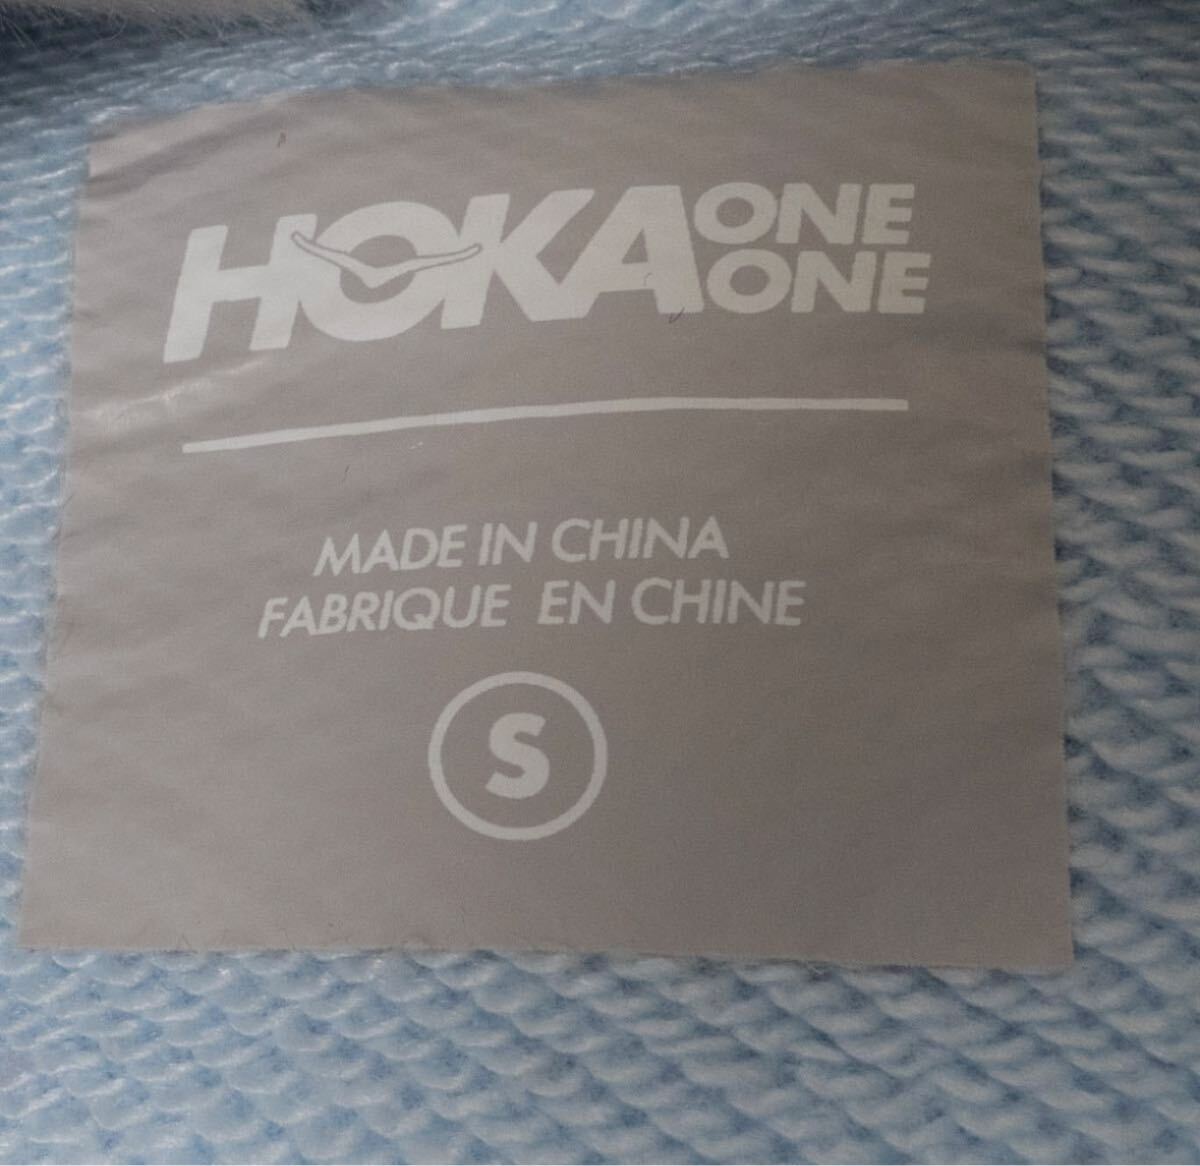 HOKA ONE ONE
MADE IN CHINA
FABRIQUE EN CHINE
S